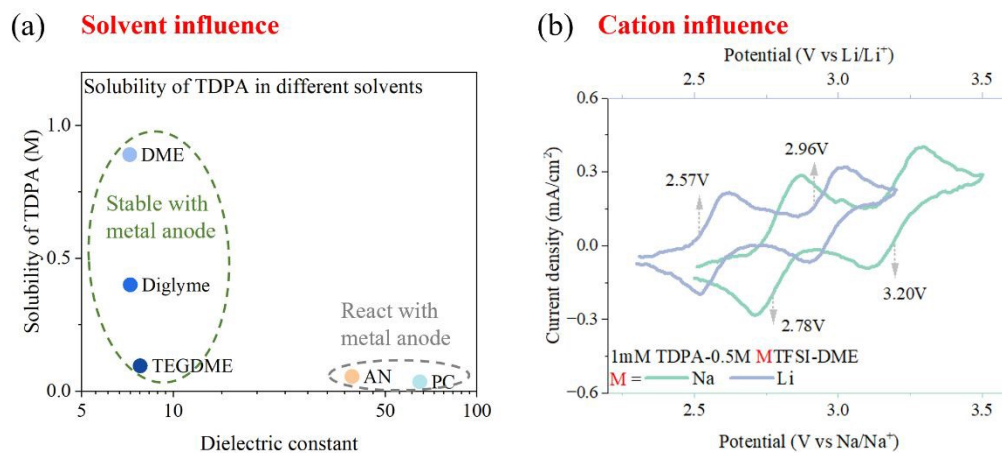 (a) Solvent influence
Solubility of TDPA in different solvents
Solubility of TDPA (M)
1.0
0.5
0.0
DME
Stable with
metal anode
Diglyme
TEGDME
React with
metal anode
AN
PC
5
10
50
100
Dielectric constant
(b) Cation influence
Potential (V vs Li/Li⁺)
2.5
3.0
3.5
Current density (mA/cm²)
0.6
0.3
0.0
−0.3
−0.6
2.57V
2.96V
3.20V
2.78V
1mM TDPA-0.5M MTFSI-DME
M = Na Li
2.5
3.0
3.5
Potential (V vs Na/Na⁺)